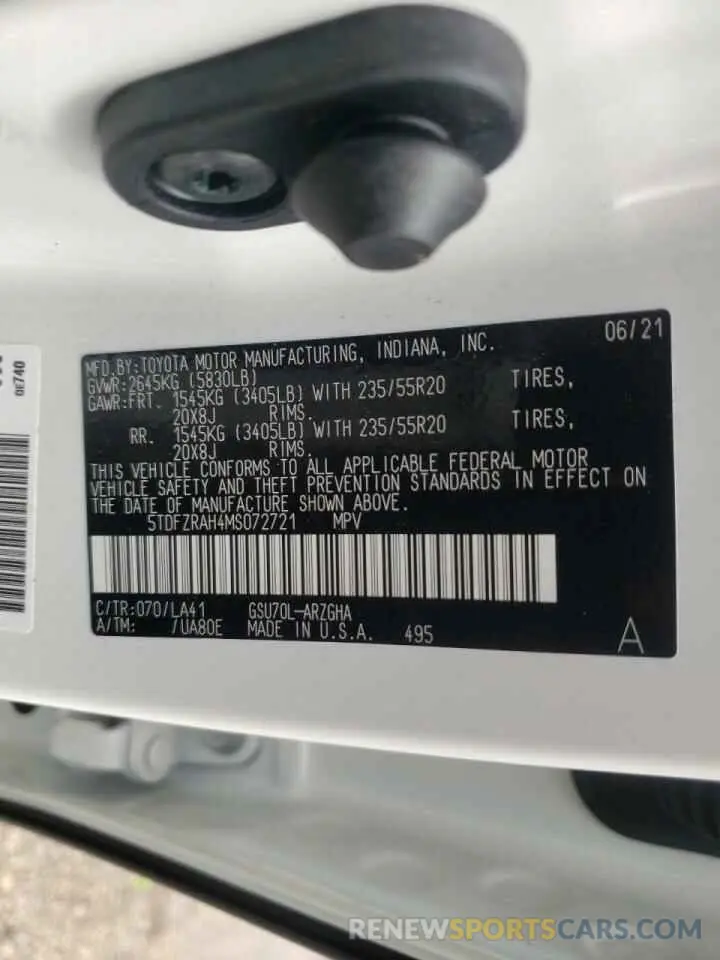 06/21
MFD.BY:TOYOTA MOTOR MANUFACTURING, INDIANA, INC.
GVWR:2645KG (5830LB)
GAWR:FRT. 1545KG (3405LB) WITH 235/55R20 TIRES,
20X8J RIMS.
RR. 1545KG (3405LB) WITH 235/55R20 TIRES,
20X8J RIMS.
THIS VEHICLE CONFORMS TO ALL APPLICABLE FEDERAL MOTOR
VEHICLE SAFETY AND THEFT PREVENTION STANDARDS IN EFFECT ON
THE DATE OF MANUFACTURE SHOWN ABOVE.
5TDFZRAH4MS072721 MPV
C/TR:070/LA41 GSU70L-ARZGHA
A/TM: /UA80E MADE IN U.S.A. 495 A
0E740
RENEWSPORTSCARS.COM